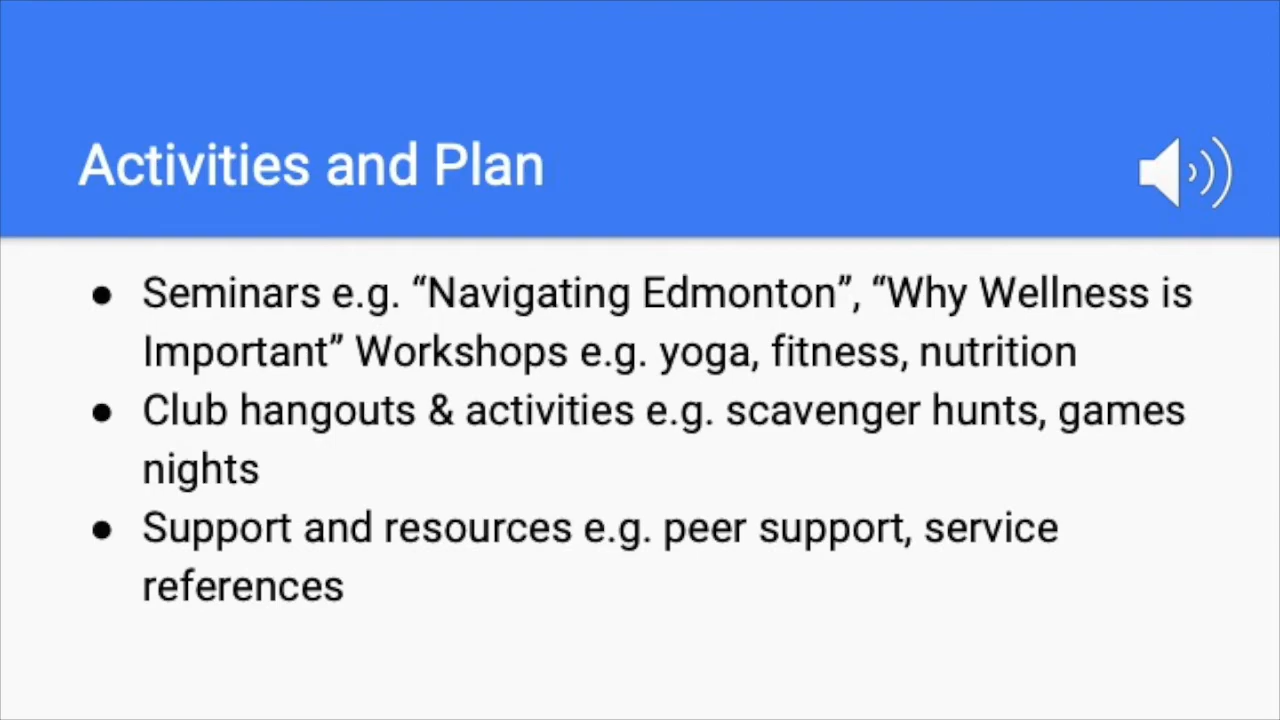 Activities and Plan
● Seminars e.g. “Navigating Edmonton”, “Why Wellness is
Important” Workshops e.g. yoga, fitness, nutrition
● Club hangouts & activities e.g. scavenger hunts, games
nights
● Support and resources e.g. peer support, service
references